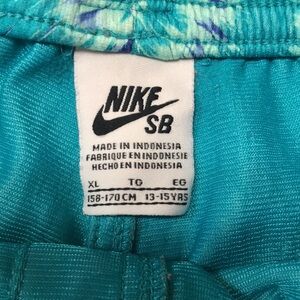 NIKE
SB
MADE IN INDONESIA
FABRIQUE EN INDONESIE
HECHO EN INDONESIA
XL TG EG
158-170CM 13-15YRS